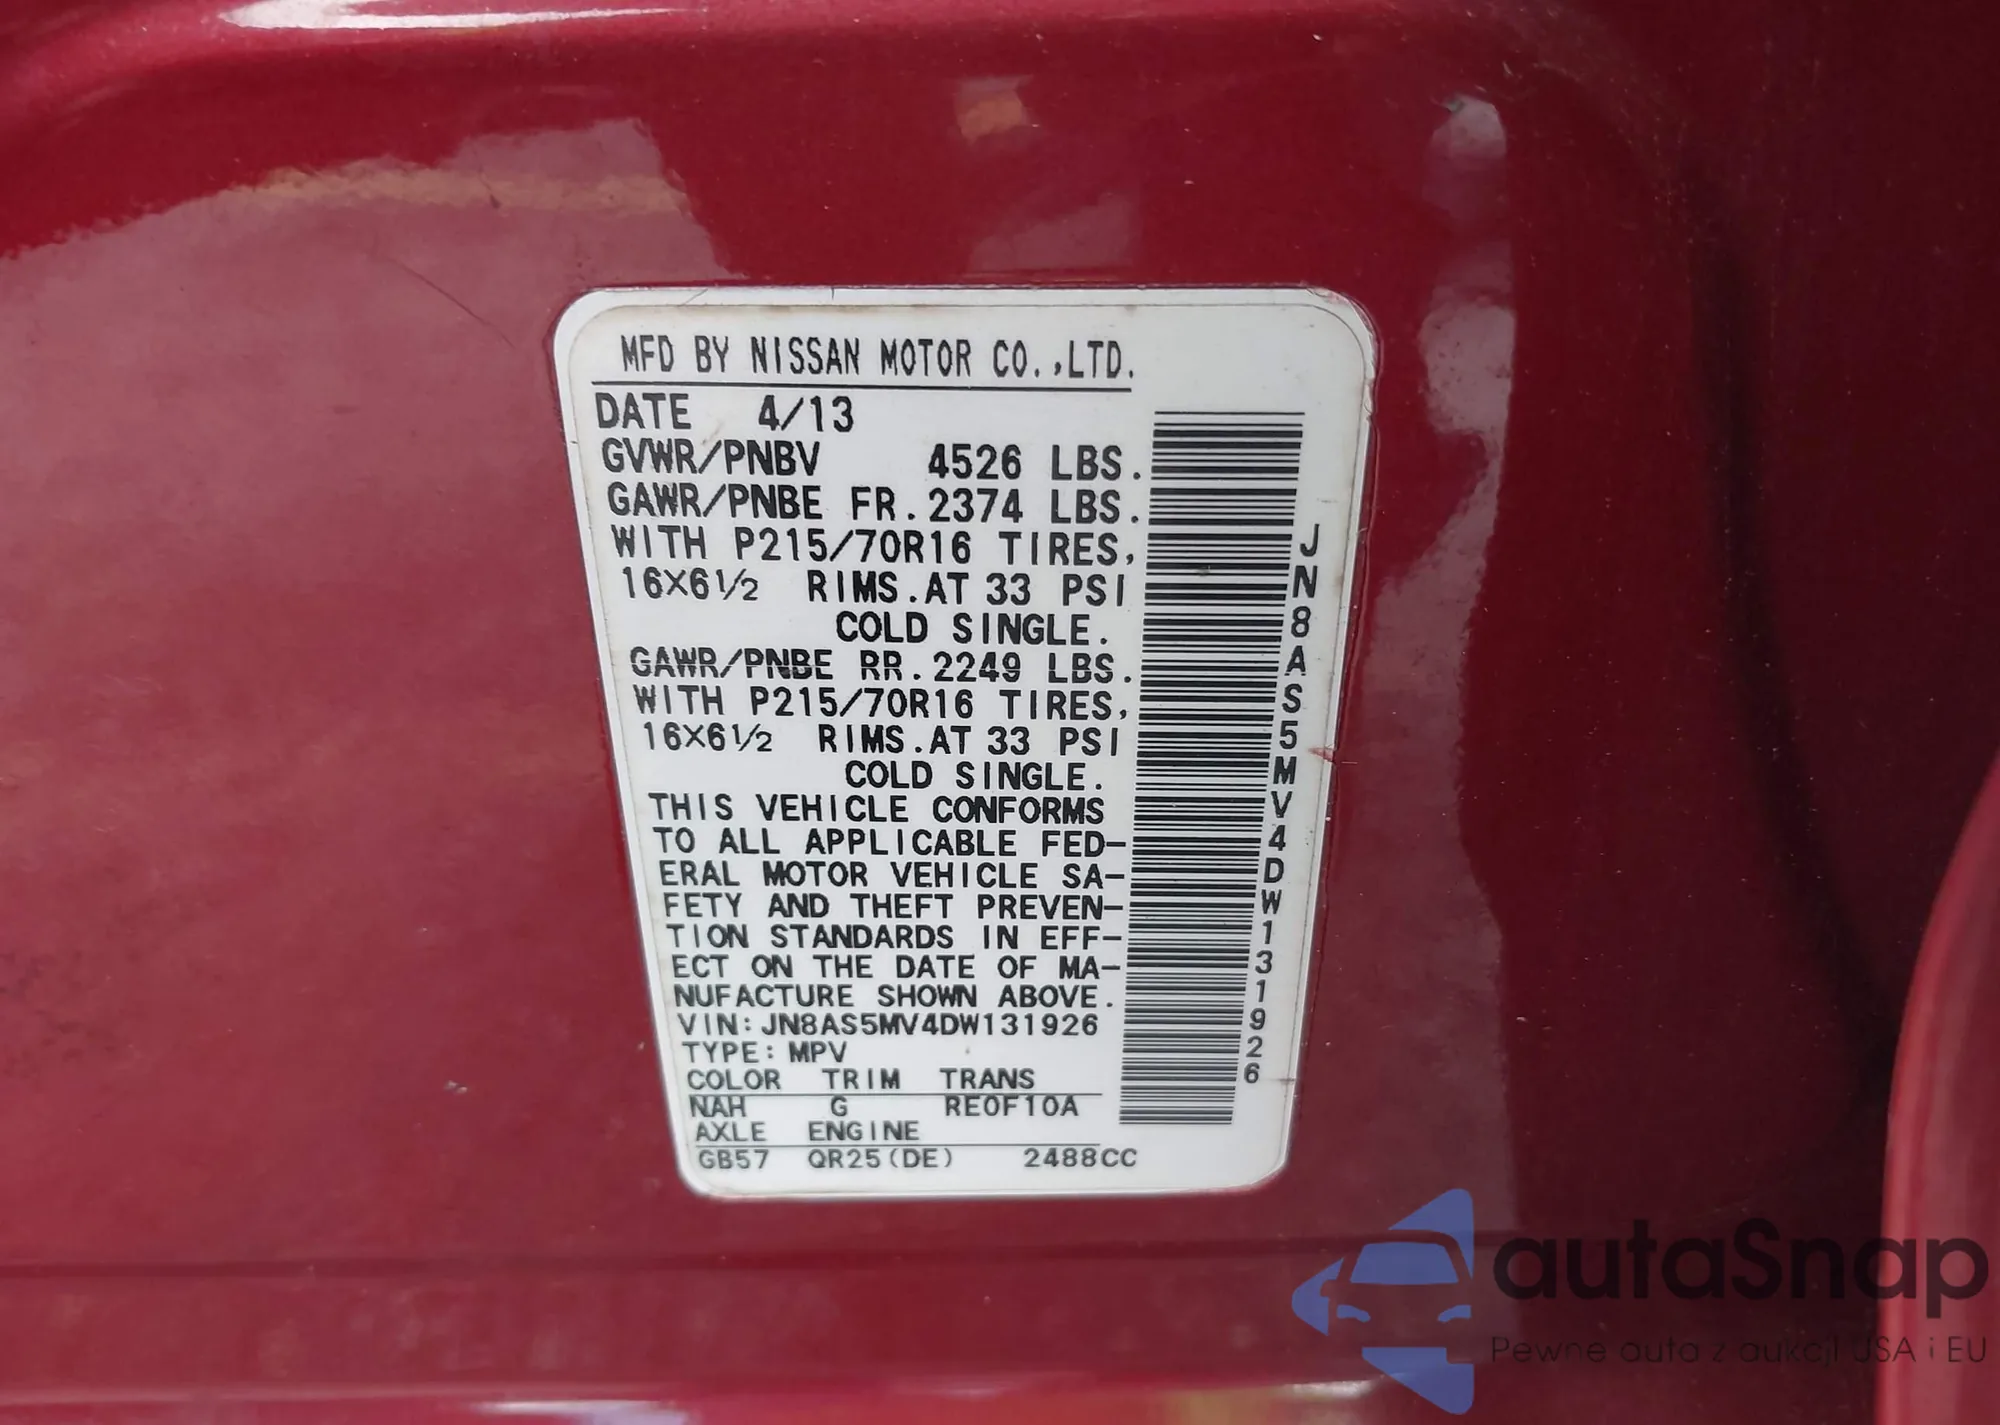 MFD BY NISSAN MOTOR CO.,LTD.
DATE 4/13
GVWR/PNBV 4526 LBS.
GAWR/PNBE FR.2374 LBS.
WITH P215/70R16 TIRES,
16X6½ RIMS.AT 33 PSI
COLD SINGLE.
GAWR/PNBE RR.2249 LBS.
WITH P215/70R16 TIRES,
16X6½ RIMS.AT 33 PSI
COLD SINGLE.
THIS VEHICLE CONFORMS
TO ALL APPLICABLE FED-
ERAL MOTOR VEHICLE SA-
FETY AND THEFT PREVEN-
TION STANDARDS IN EFF-
ECT ON THE DATE OF MA-
NUFACTURE SHOWN ABOVE.
VIN:JN8AS5MV4DW131926
TYPE:MPV
COLOR TRIM TRANS
NAH G RE0F10A
AXLE ENGINE
GB57 QR25(DE) 2488CC
JN8AS5MV4DW131926
autaSnap
Pewne auta z aukcji USA i EU